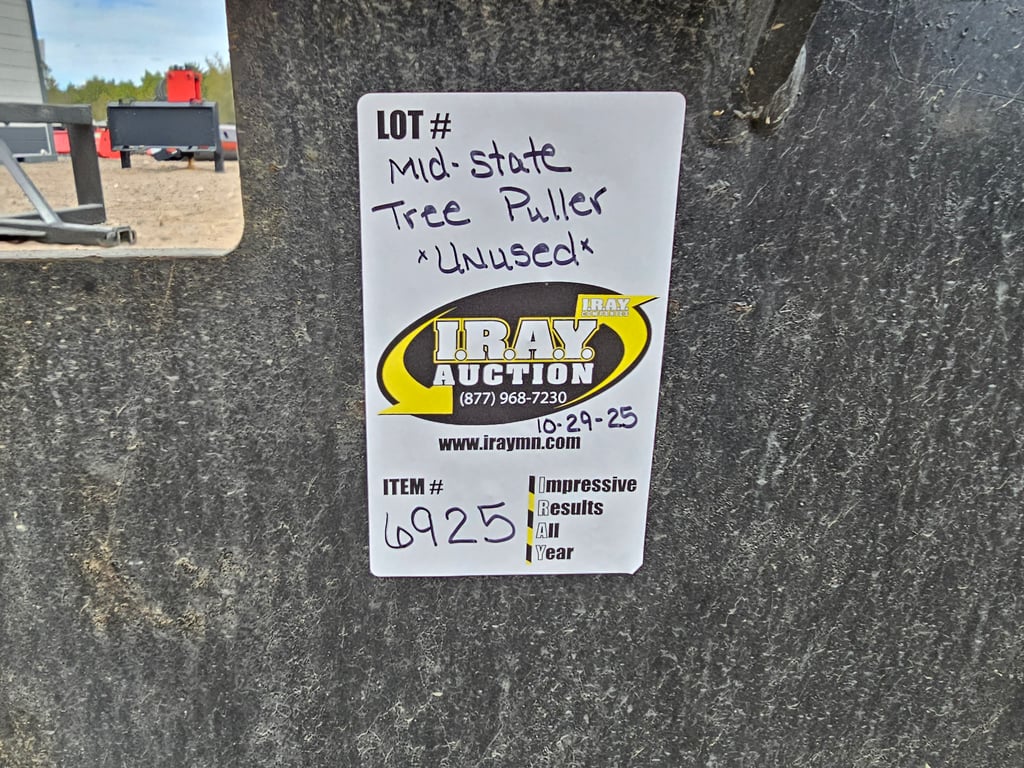 LOT #
Mid-State
Tree Puller
*Unused*
I.R.A.Y.
COMPANIES
I.R.A.Y.
AUCTION
(877) 968-7230
10-29-25
www.iraymn.com
ITEM #
6925
Impressive
Results
All
Year